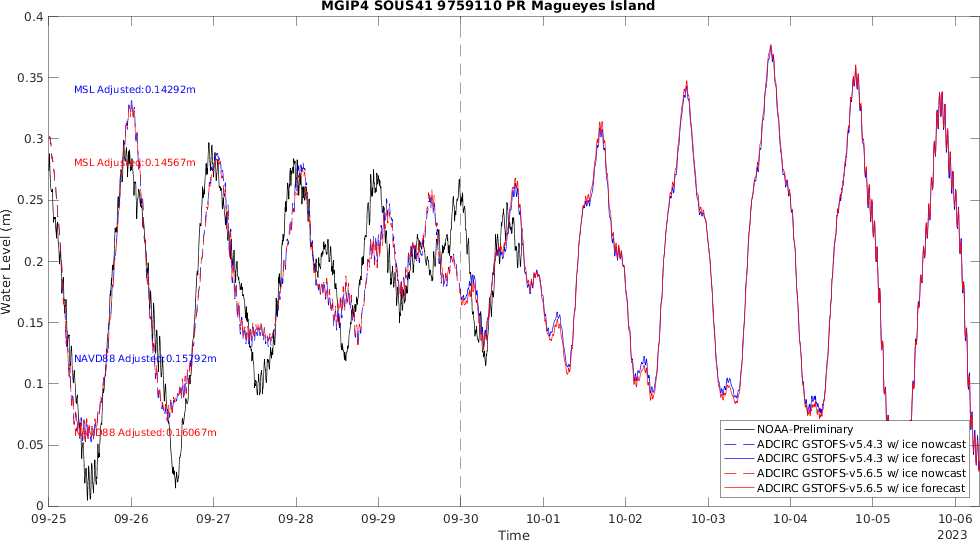 MGIP4 SOUS41 9759110 PR Magueyes Island
0.4
0.35
0.3
0.25
0.2
0.15
0.1
0.05
0
Water Level (m)
MSL Adjusted:0.14292m
MSL Adjusted:0.14567m
NAVD88 Adjusted:0.15792m
NAVD88 Adjusted:0.16067m
NOAA-Preliminary
ADCIRC GSTOFS-v5.4.3 w/ ice nowcast
ADCIRC GSTOFS-v5.4.3 w/ ice forecast
ADCIRC GSTOFS-v5.6.5 w/ ice nowcast
ADCIRC GSTOFS-v5.6.5 w/ ice forecast
09-25 09-26 09-27 09-28 09-29 09-30 10-01 10-02 10-03 10-04 10-05 10-06
2023
Time